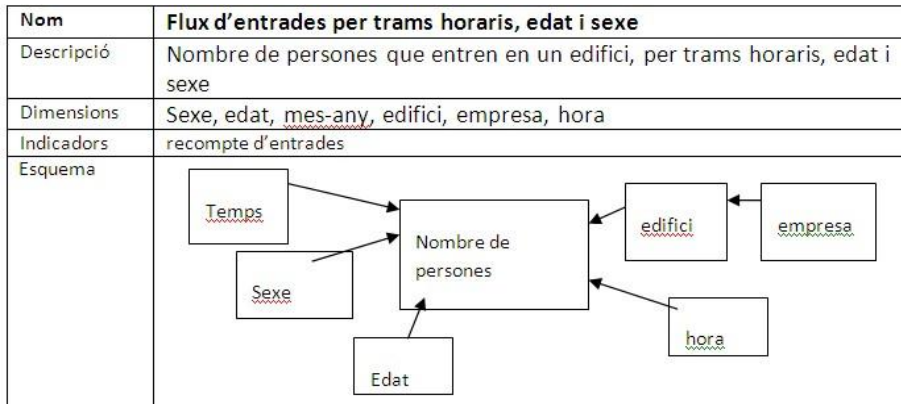 Nom
Flux d'entrades per trams horaris, edat i sexe
Descripció
Nombre de persones que entren en un edifici, per trams horaris, edat i
sexe
Dimensions
Sexe, edat, mes-any, edifici, empresa, hora
Indicadors
recompte d'entrades
Esquema
Temps
Sexe
Edat
Nombre de
persones
edifici
empresa
hora